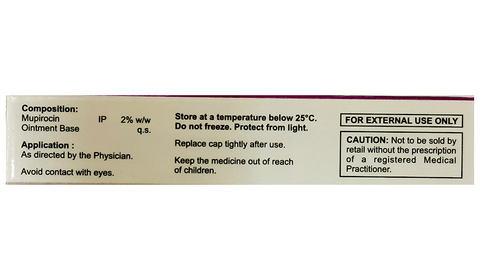 Composition:
Mupirocin IP 2% w/w
Ointment Base q.s.
Application :
As directed by the Physician.
Avoid contact with eyes.
Store at a temperature below 25°C.
Do not freeze. Protect from light.
Replace cap tightly after use.
Keep the medicine out of reach
of children.
FOR EXTERNAL USE ONLY
CAUTION: Not to be sold by
retail without the prescription
of a registered Medical
Practitioner.